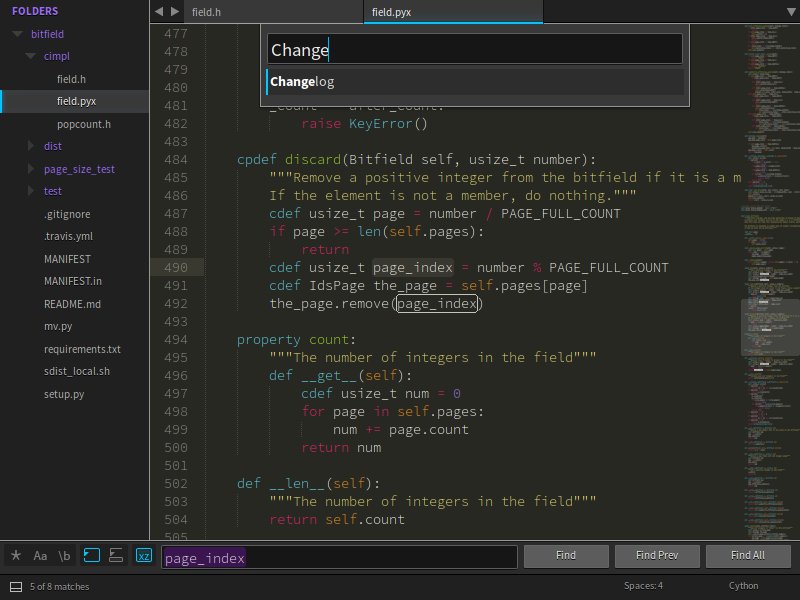 FOLDERS
bitfield
cimpl
field.h
field.pyx
popcount.h
dist
page_size_test
test
.gitignore
.travis.yml
MANIFEST
MANIFEST.in
README.md
mv.py
requirements.txt
sdist_local.sh
setup.py
field.h
field.pyx
Change
Changelog
477
478
479
480
481
482 raise KeyError()
483
484 cpdef discard(Bitfield self, usize_t number):
485 """Remove a positive integer from the bitfield if it is a m
486 If the element is not a member, do nothing."""
487 cdef usize_t page = number / PAGE_FULL_COUNT
488 if page >= len(self.pages):
489 return
490 cdef usize_t page_index = number % PAGE_FULL_COUNT
491 cdef IdsPage the_page = self.pages[page]
492 the_page.remove(page_index)
493
494 property count:
495 """The number of integers in the field"""
496 def __get__(self):
497 cdef usize_t num = 0
498 for page in self.pages:
499 num += page.count
500 return num
501
502 def __len__(self):
503 """The number of integers in the field"""
504 return self.count
505
Aa \b xz page_index Find Find Prev Find All
5 of 8 matches Spaces: 4 Cython